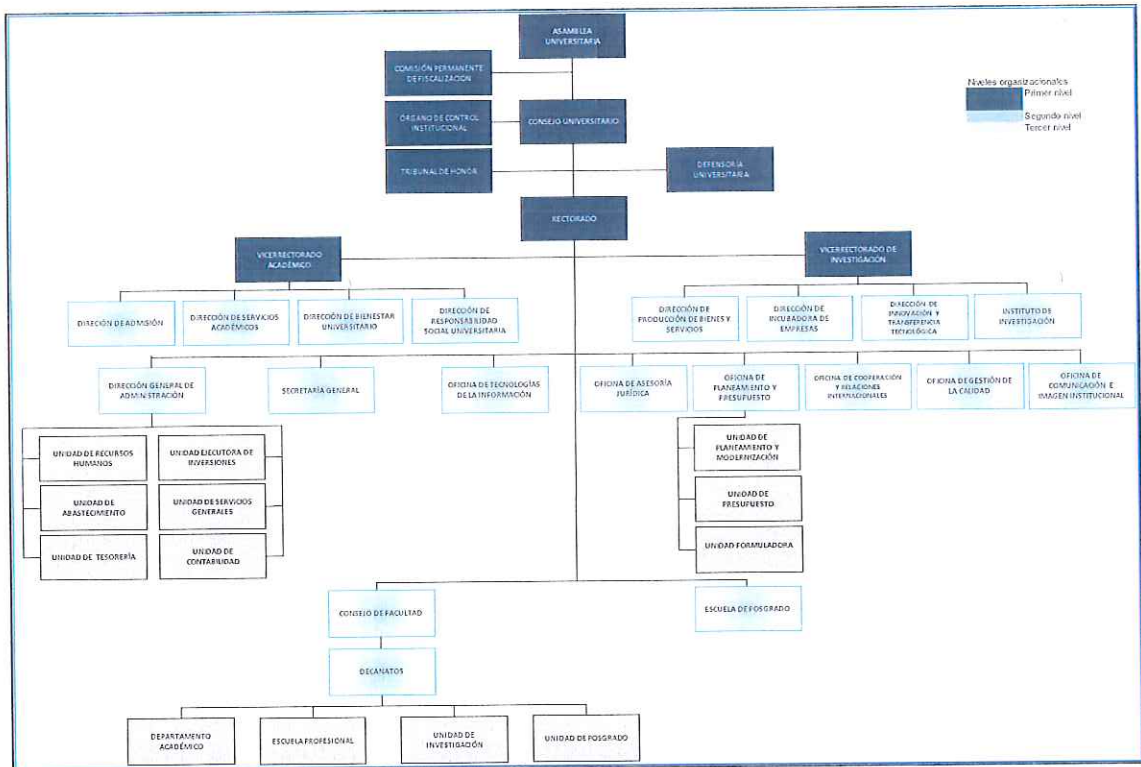 ASAMBLEA
UNIVERSITARIA
COMISIÓN PERMANENTE
DE FISCALIZACION
ÓRGANO DE CONTROL
INSTITUCIONAL
CONSEJO UNIVERSITARIO
TRIBUNAL DE HONOR
DEFENSORÍA
UNIVERSITARIA
RECTORADO
Niveles organizacionales
Primer nivel
Segundo nivel
Tercer nivel
VICERRECTORADO
ACADÉMICO
VICERRECTORADO DE
INVESTIGACIÓN
DIRECIÓN DE ADMISIÓN
DIRECCIÓN DE SERVICIOS
ACADÉMICOS
DIRECCIÓN DE BIENESTAR
UNIVERSITARIO
DIRECCIÓN DE
RESPONSABILIDAD
SOCIAL UNIVERSITARIA
DIRECCIÓN DE
PRODUCCIÓN DE BIENES Y
SERVICIOS
DIRECCIÓN DE
INCUBADORA DE
EMPRESAS
DIRECCIÓN DE
INNOVACIÓN Y
TRANSFERENCIA
TECNOLÓGICA
INSTITUTO DE
INVESTIGACIÓN
DIRECCIÓN GENERAL DE
ADMINISTRACIÓN
SECRETARÍA GENERAL
OFICINA DE TECNOLOGÍAS
DE LA INFORMACIÓN
OFICINA DE ASESORÍA
JURÍDICA
OFICINA DE
PLANEAMIENTO Y
PRESUPUESTO
OFICINA DE COOPERACIÓN
Y RELACIONES
INTERNACIONALES
OFICINA DE GESTIÓN DE
LA CALIDAD
OFICINA DE
COMUNICACIÓN E
IMAGEN INSTITUCIONAL
UNIDAD DE RECURSOS
HUMANOS
UNIDAD EJECUTORA DE
INVERSIONES
UNIDAD DE
ABASTECIMIENTO
UNIDAD DE SERVICIOS
GENERALES
UNIDAD DE TESORERÍA
UNIDAD DE
CONTABILIDAD
UNIDAD DE
PLANEAMIENTO Y
MODERNIZACIÓN
UNIDAD DE
PRESUPUESTO
UNIDAD FORMULADORA
CONSEJO DE FACULTAD
ESCUELA DE POSGRADO
DECANATOS
DEPARTAMENTO
ACADÉMICO
ESCUELA PROFESIONAL
UNIDAD DE
INVESTIGACIÓN
UNIDAD DE POSGRADO